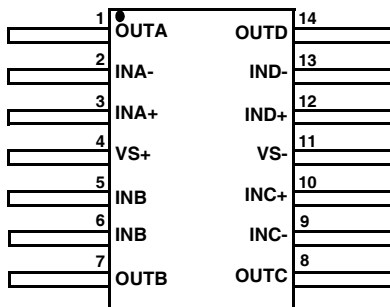 1 OUTA OUTD 14
2 INA- IND- 13
3 INA+ IND+ 12
4 VS+ VS- 11
5 INB INC+ 10
6 INB INC- 9
7 OUTB OUTC 8